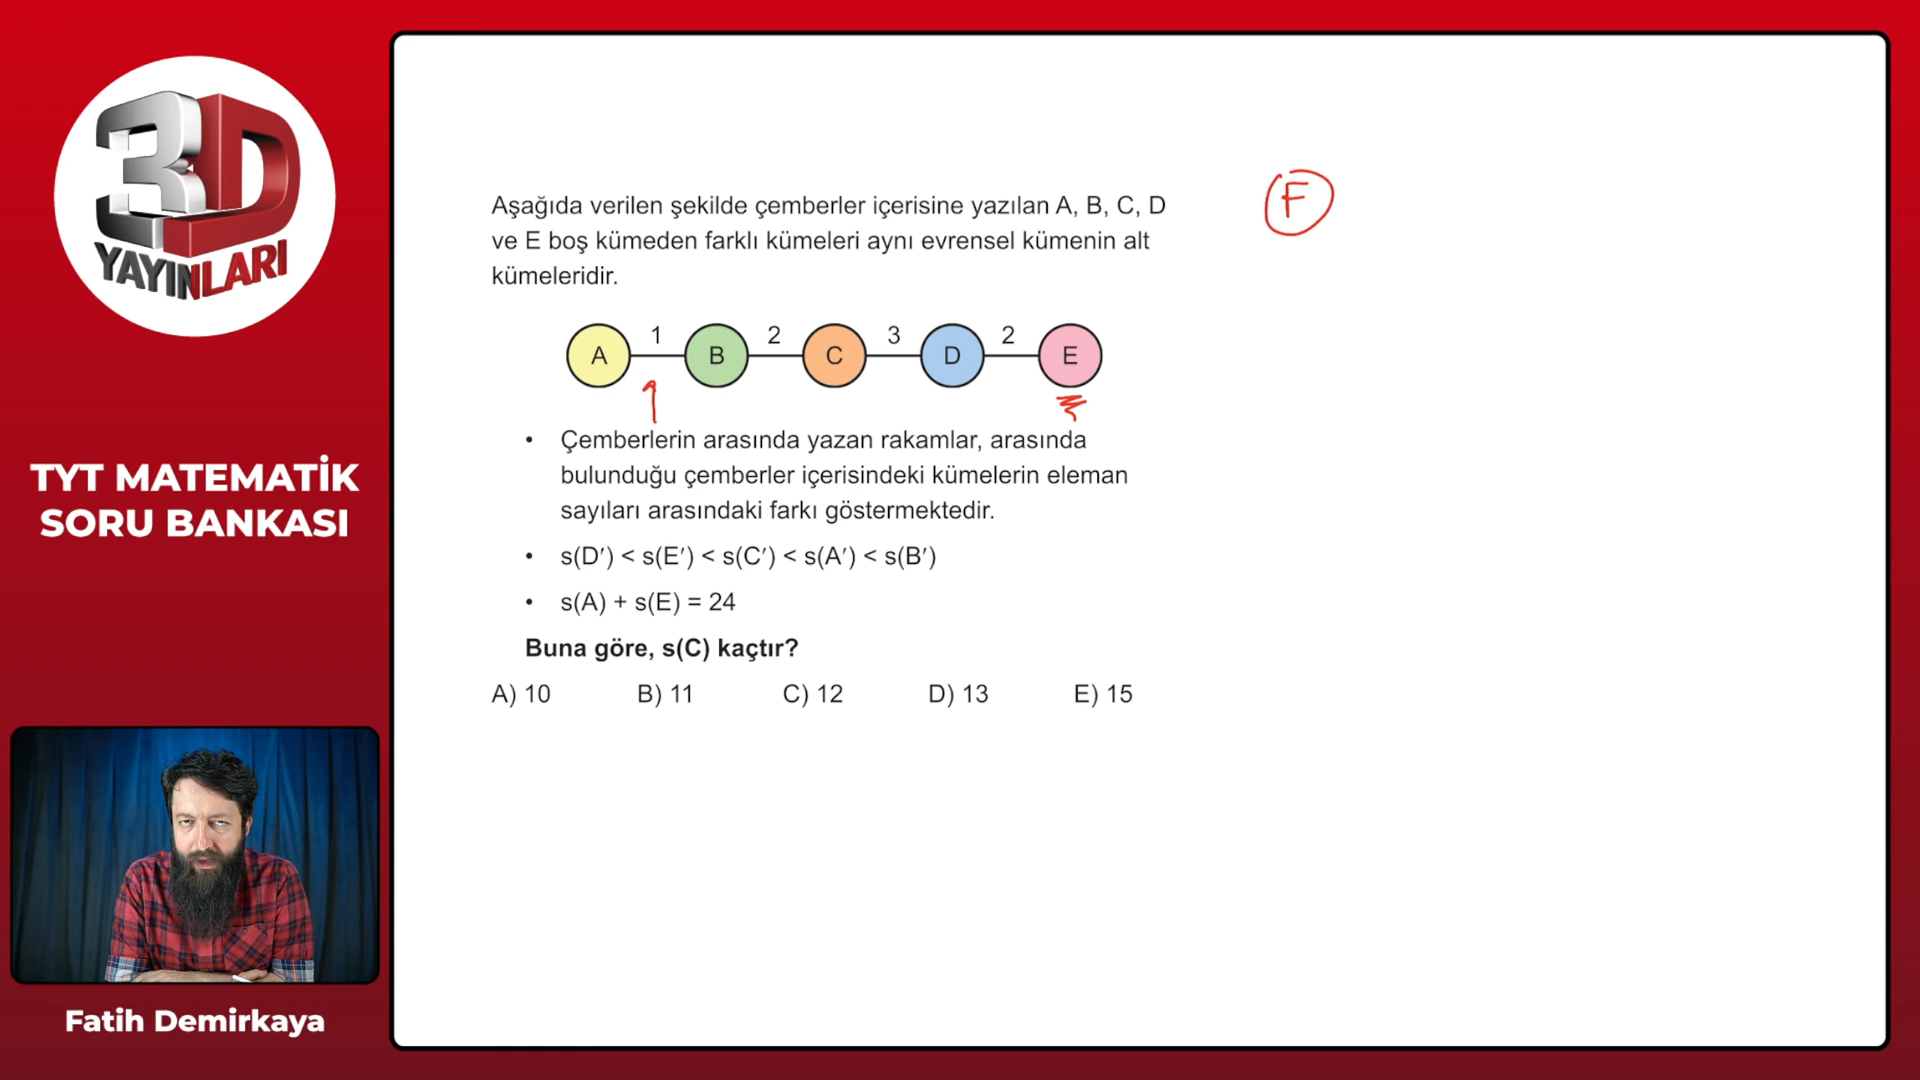 3D
YAYINLARI
TYT MATEMATİK
SORU BANKASI
Fatih Demirkaya
Aşağıda verilen şekilde çemberler içerisine yazılan A, B, C, D
ve E boş kümeden farklı kümeleri aynı evrensel kümenin alt
kümeleridir.
F
A 1 B 2 C 3 D 2 E
• Çemberlerin arasında yazan rakamlar, arasında
bulunduğu çemberler içerisindeki kümelerin eleman
sayıları arasındaki farkı göstermektedir.
• s(D′) < s(E′) < s(C′) < s(A′) < s(B′)
• s(A) + s(E) = 24
Buna göre, s(C) kaçtır?
A) 10 B) 11 C) 12 D) 13 E) 15